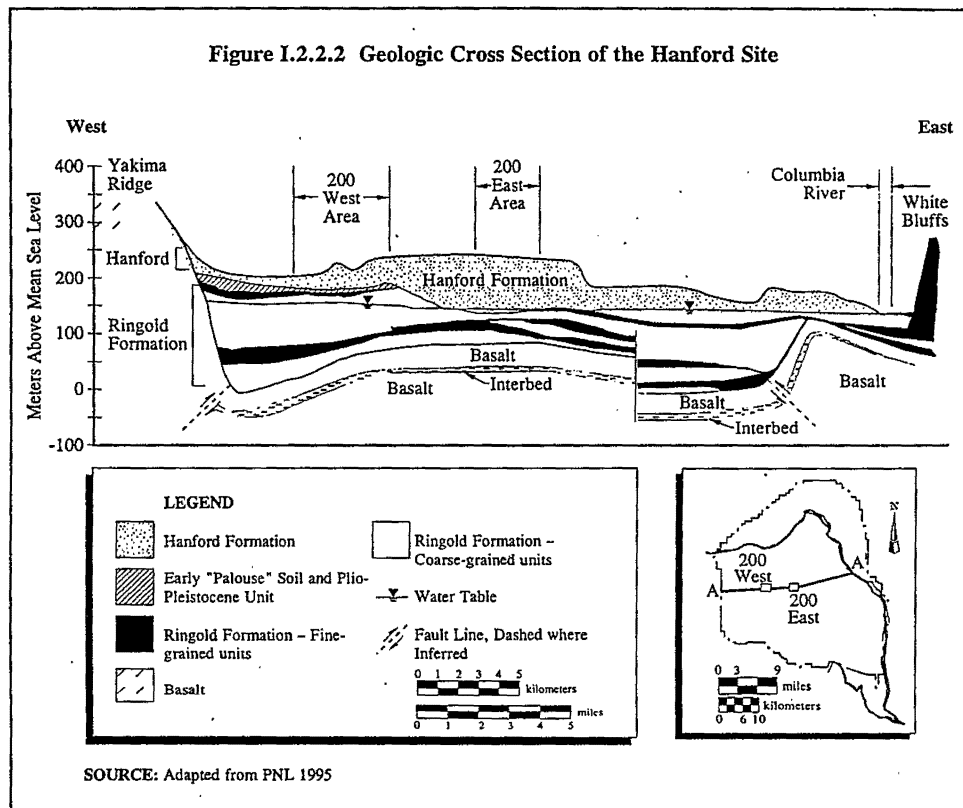 Figure I.2.2.2 Geologic Cross Section of the Hanford Site
West
East
Yakima
Ridge
200
West
Area
200
East
Area
Columbia
River
White
Bluffs
Meters Above Mean Sea Level
400
300
200
100
0
-100
Hanford
Ringold
Formation
Hanford Formation
Basalt
Basalt
Interbed
Basalt
Interbed
Basalt
LEGEND
Hanford Formation
Early "Palouse" Soil and Plio-
Pleistocene Unit
Ringold Formation – Fine-
grained units
Basalt
Ringold Formation –
Coarse-grained units
Water Table
Fault Line, Dashed where
Inferred
0 1 2 3 4 5
kilometers
miles
0 1 2 3 4 5
N
200
West
A
A
200
East
0 3 9
miles
kilometers
0 6 10
SOURCE: Adapted from PNL 1995